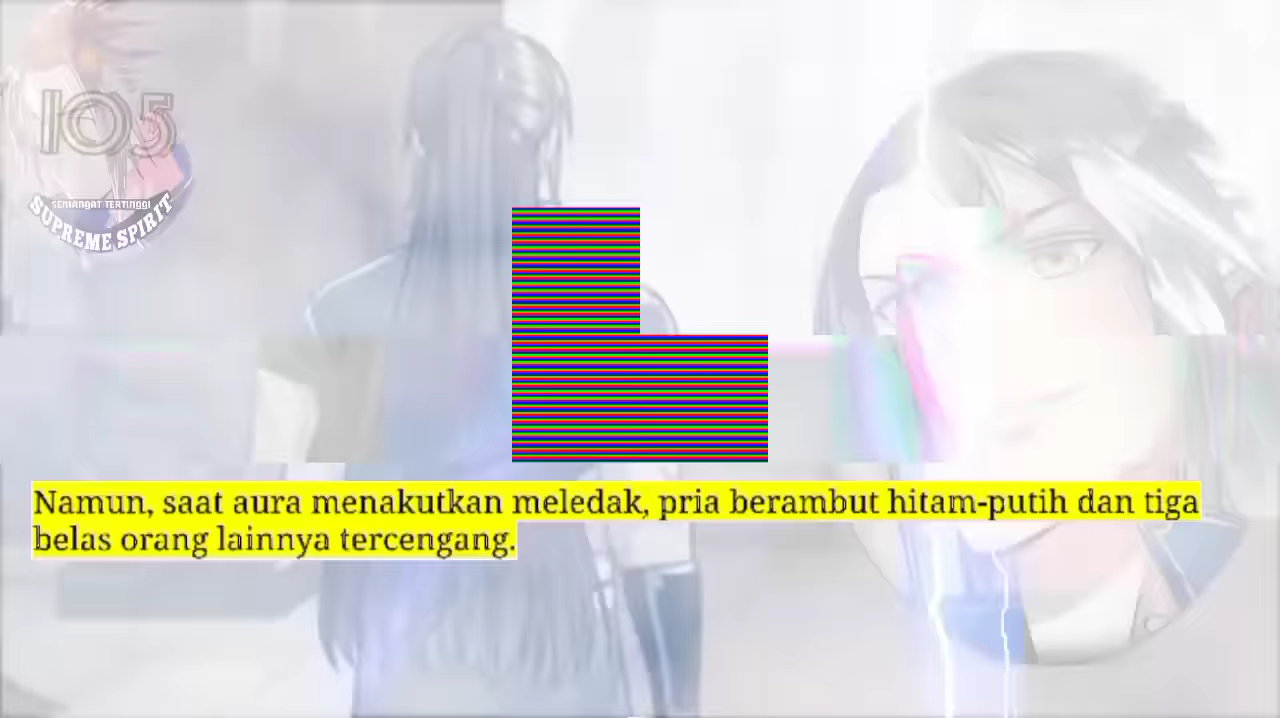 105
SEMANGAT TERTINGGI
SUPREME SPIRIT
Namun, saat aura menakutkan meledak, pria berambut hitam-putih dan tiga
belas orang lainnya tercengang.